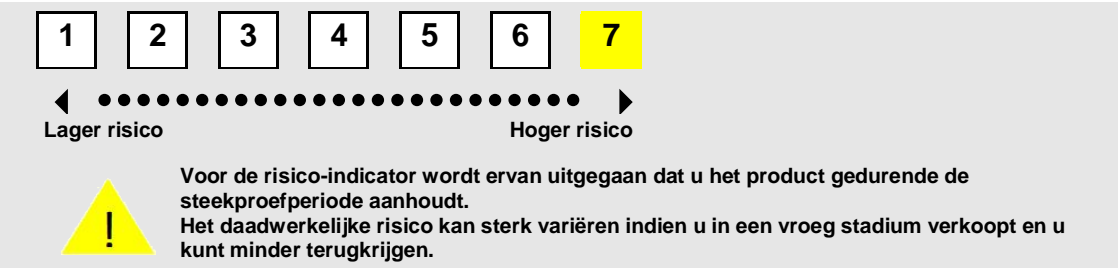 1 2 3 4 5 6 7
Lager risico Hoger risico
Voor de risico-indicator wordt ervan uitgegaan dat u het product gedurende de
steekproefperiode aanhoudt.
Het daadwerkelijke risico kan sterk variëren indien u in een vroeg stadium verkoopt en u
kunt minder terugkrijgen.
!